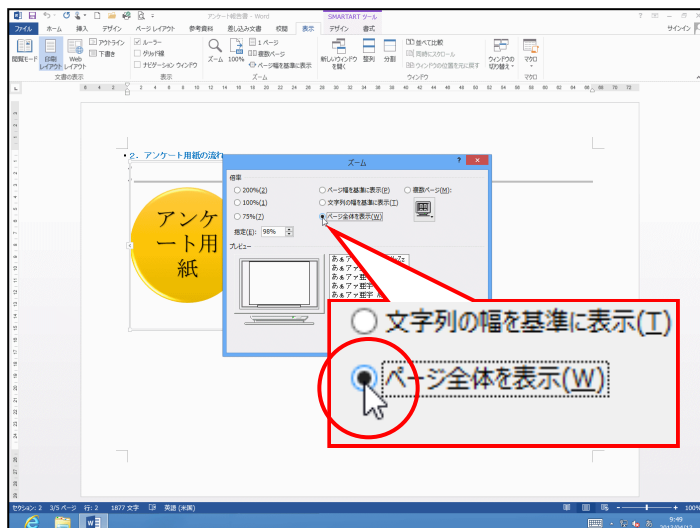 アンケート報告書 - Word
SMARTART ツール
サインイン
ファイル ホーム 挿入 デザイン ページ レイアウト 参考資料 差し込み文書 校閲 表示 デザイン 書式
閲覧モード 印刷レイアウト Webレイアウト
アウトライン
下書き
文書の表示
ルーラー
グリッド線
ナビゲーション ウィンドウ
表示
ズーム 100%
1 ページ
複数ページ
ページ幅を基準に表示
ズーム
新しいウィンドウを開く 整列 分割
並べて比較
同時にスクロール
ウィンドウの位置を元に戻す
ウィンドウの切り替え
ウィンドウ
マクロ
マクロ
2．アンケート用紙の流れ
アンケ
ート用
紙
ズーム
倍率
200%(2)
100%(1)
75%(7)
指定(E): 98%
ページ幅を基準に表示(P)
文字列の幅を基準に表示(T)
ページ全体を表示(W)
複数ページ(M):
プレビュー
文字列の幅を基準に表示(T)
ページ全体を表示(W)
セクション: 2 3/5 ページ 行: 2 1877 文字 英語 (米国)
9:49